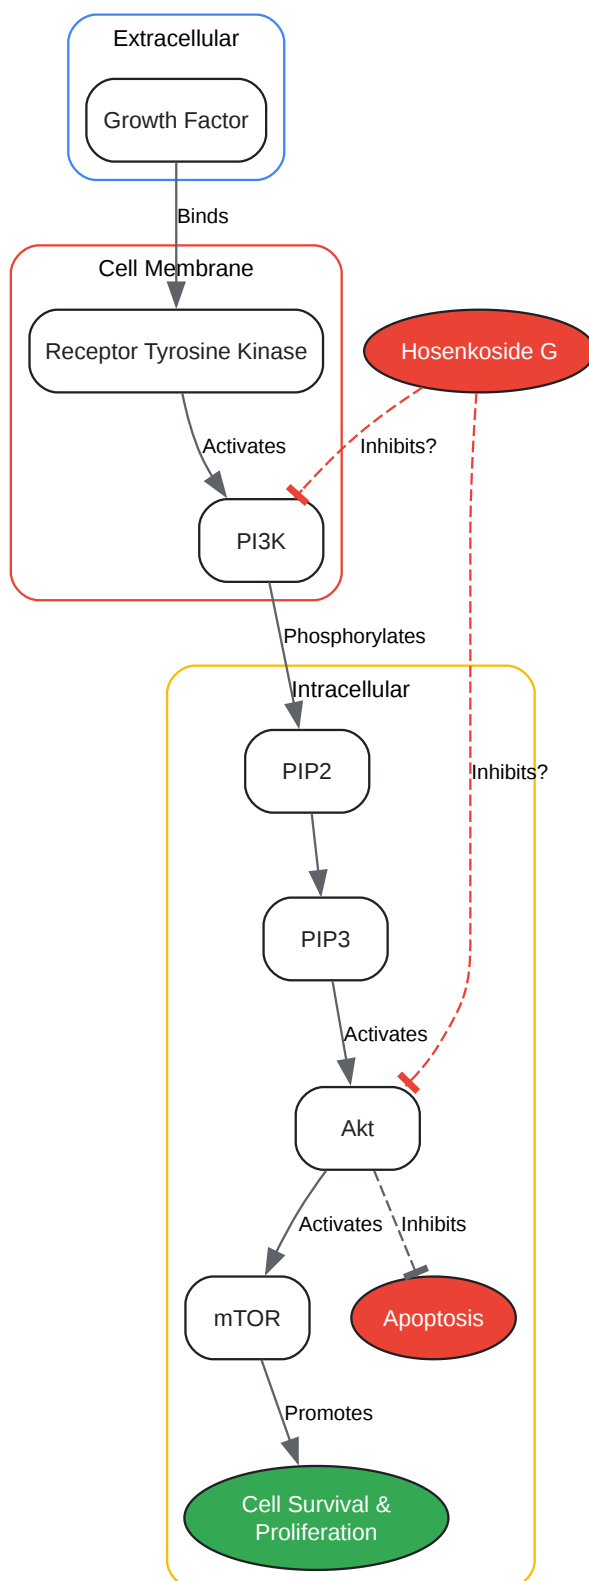 Extracellular
Growth Factor
Binds
Cell Membrane
Receptor Tyrosine Kinase
Hosenkoside G
Activates
Inhibits?
PI3K
Phosphorylates
Intracellular
PIP2
Inhibits?
PIP3
Activates
Akt
Activates
Inhibits
mTOR
Apoptosis
Promotes
Cell Survival &
Proliferation